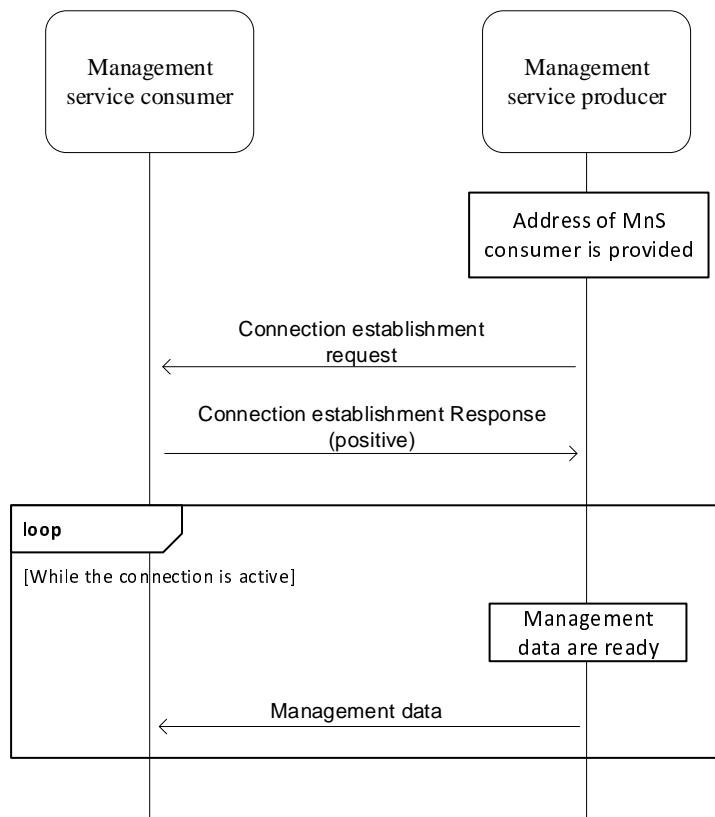 Management
service consumer
Management
service producer
Address of MnS
consumer is provided
Connection establishment
request
Connection establishment Response
(positive)
loop
[While the connection is active]
Management
data are ready
Management data